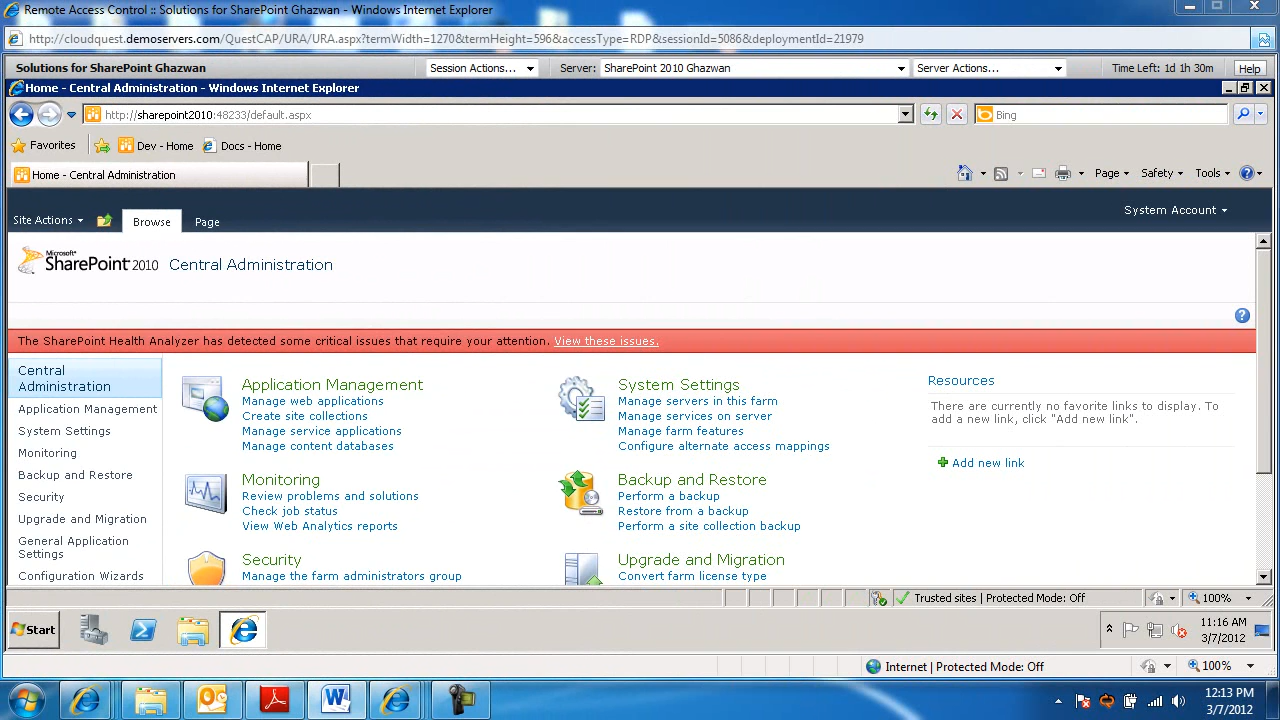 Remote Access Control :: Solutions for SharePoint Ghazwan - Windows Internet Explorer
http://cloudquest.demoservers.com/QuestCAP/URA/URA.aspx?termWidth=1270&termHeight=596&accessType=RDP&sessionId=5086&deploymentId=21979
Solutions for SharePoint Ghazwan Session Actions... Server: SharePoint 2010 Ghazwan Server Actions... Time Left: 1d 1h 30m Help
Home - Central Administration - Windows Internet Explorer
http://sharepoint2010:48233/default.aspx Bing
Favorites Dev - Home Docs - Home
Home - Central Administration Page Safety Tools
Site Actions Browse Page System Account
Microsoft SharePoint 2010 Central Administration
The SharePoint Health Analyzer has detected some critical issues that require your attention. View these issues.
Central Administration
Application Management
System Settings
Monitoring
Backup and Restore
Security
Upgrade and Migration
General Application
Settings
Configuration Wizards
Application Management
Manage web applications
Create site collections
Manage service applications
Manage content databases
System Settings
Manage servers in this farm
Manage services on server
Manage farm features
Configure alternate access mappings
Monitoring
Review problems and solutions
Check job status
View Web Analytics reports
Backup and Restore
Perform a backup
Restore from a backup
Perform a site collection backup
Security
Manage the farm administrators group
Upgrade and Migration
Convert farm license type
Resources
There are currently no favorite links to display. To
add a new link, click "Add new link".
Add new link
Trusted sites | Protected Mode: Off 100%
Start 11:16 AM
3/7/2012
Internet | Protected Mode: Off 100%
12:13 PM
3/7/2012